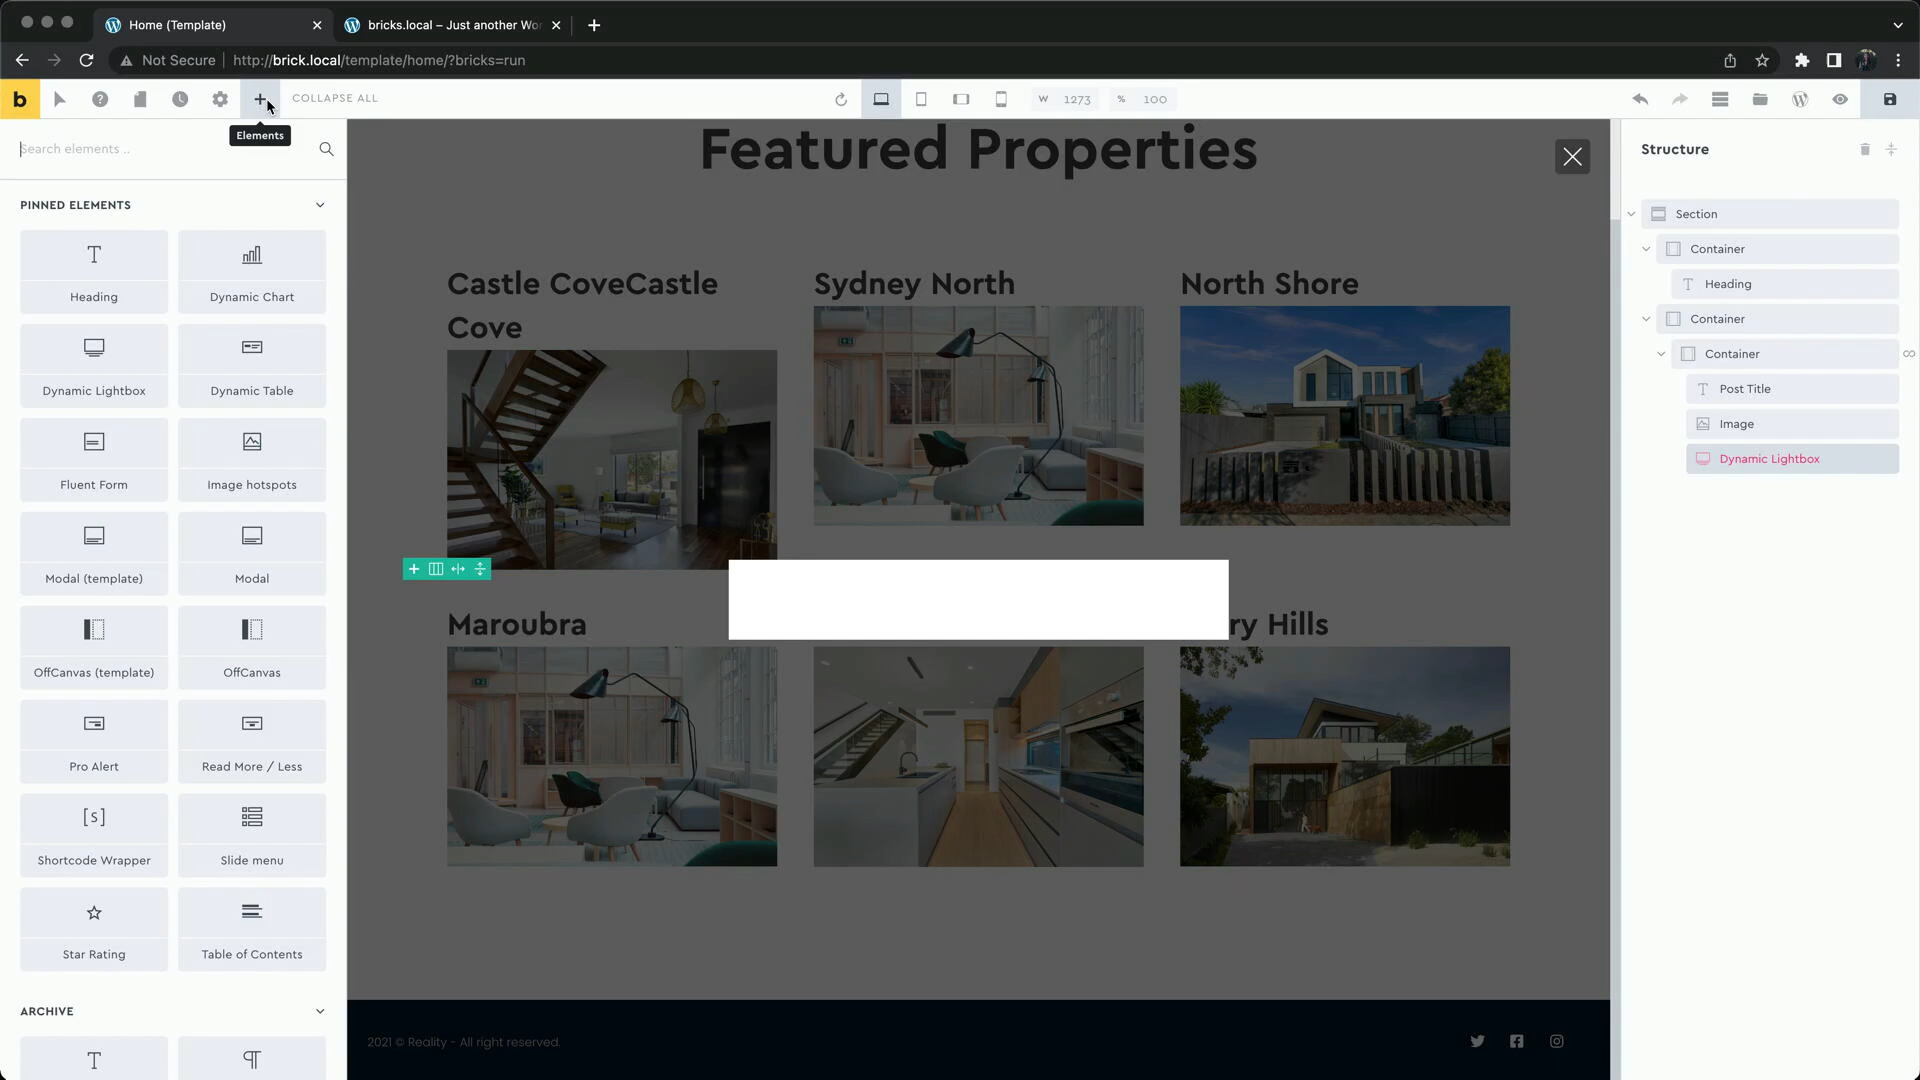 Home (Template)
bricks.local – Just another Wo
Not Secure
http://brick.local/template/home/?bricks=run
b
COLLAPSE ALL
W 1273 % 100
Elements
Search elements ..
PINNED ELEMENTS
Heading
Dynamic Chart
Dynamic Lightbox
Dynamic Table
Fluent Form
Image hotspots
Modal (template)
Modal
OffCanvas (template)
OffCanvas
Pro Alert
Read More / Less
[s]
Shortcode Wrapper
Slide menu
Star Rating
Table of Contents
ARCHIVE
Featured Properties
Castle CoveCastle
Cove
Sydney North
North Shore
Maroubra
ry Hills
2021 © Reality - All right reserved.
Structure
Section
Container
Heading
Container
Container
Post Title
Image
Dynamic Lightbox